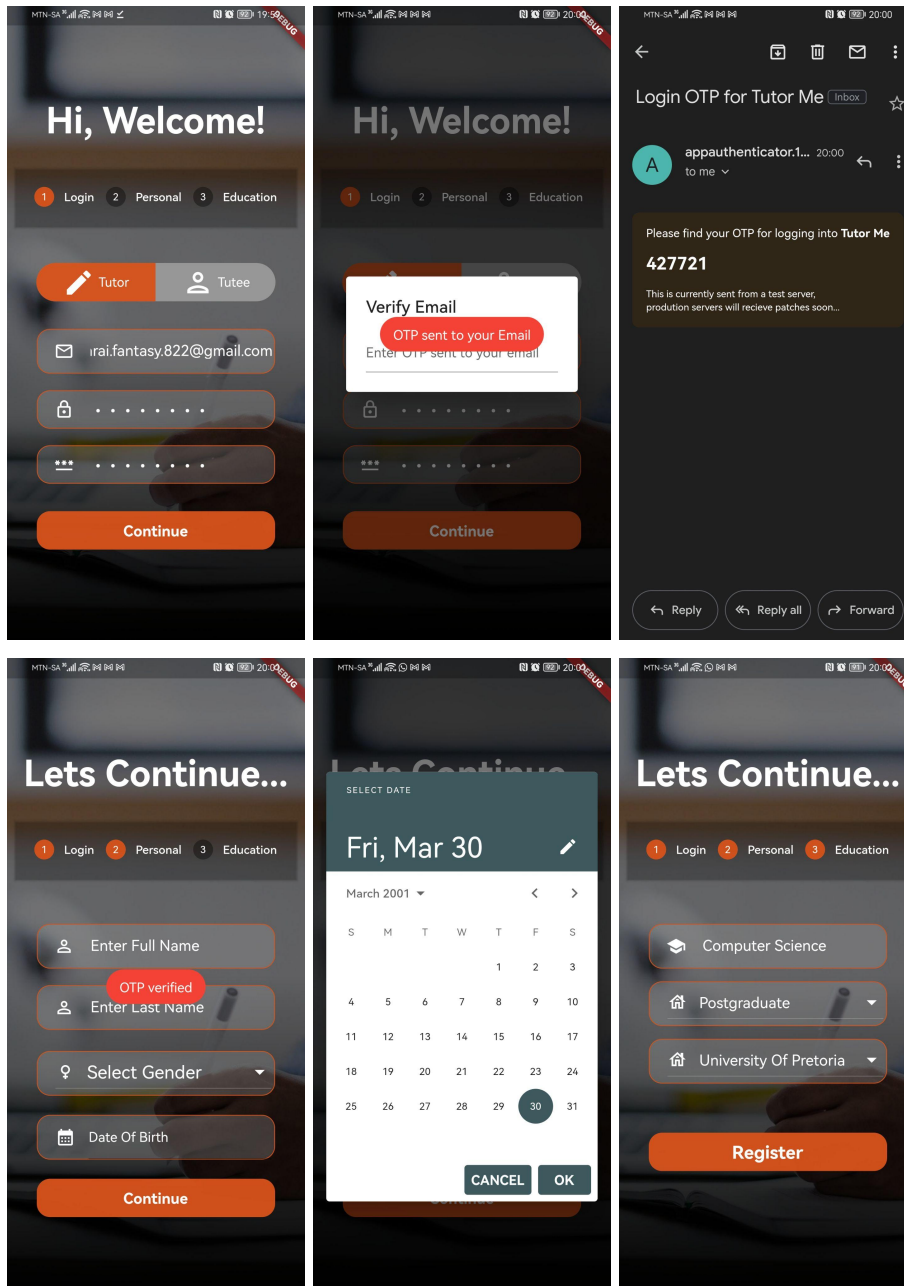 MTN-SA 19:59
DEBUG
Hi, Welcome!
1 Login 2 Personal 3 Education
Tutor Tutee
rai.fantasy.822@gmail.com
***
Continue
MTN-SA 92 20:00
DEBUG
Hi, Welcome!
1 Login 2 Personal 3 Education
Verify Email
OTP sent to your Email
Enter OTP sent to your email
***
Continue
MTN-SA 92 20:00
Login OTP for Tutor Me Inbox
A
appauthenticator.1... 20:00
to me
Please find your OTP for logging into Tutor Me
427721
This is currently sent from a test server,
prodution servers will recieve patches soon...
Reply Reply all Forward
MTN-SA 92 20:00
DEBUG
Lets Continue...
1 Login 2 Personal 3 Education
Enter Full Name
OTP verified
Enter Last Name
Select Gender
Date Of Birth
Continue
MTN-SA 92 20:00
DEBUG
Lets Continue...
SELECT DATE
Fri, Mar 30
March 2001
S M T W T F S
1 2 3
4 5 6 7 8 9 10
11 12 13 14 15 16 17
18 19 20 21 22 23 24
25 26 27 28 29 30 31
CANCEL OK
Continue
MTN-SA 91 20:00
DEBUG
Lets Continue...
1 Login 2 Personal 3 Education
Computer Science
Postgraduate
University Of Pretoria
Register